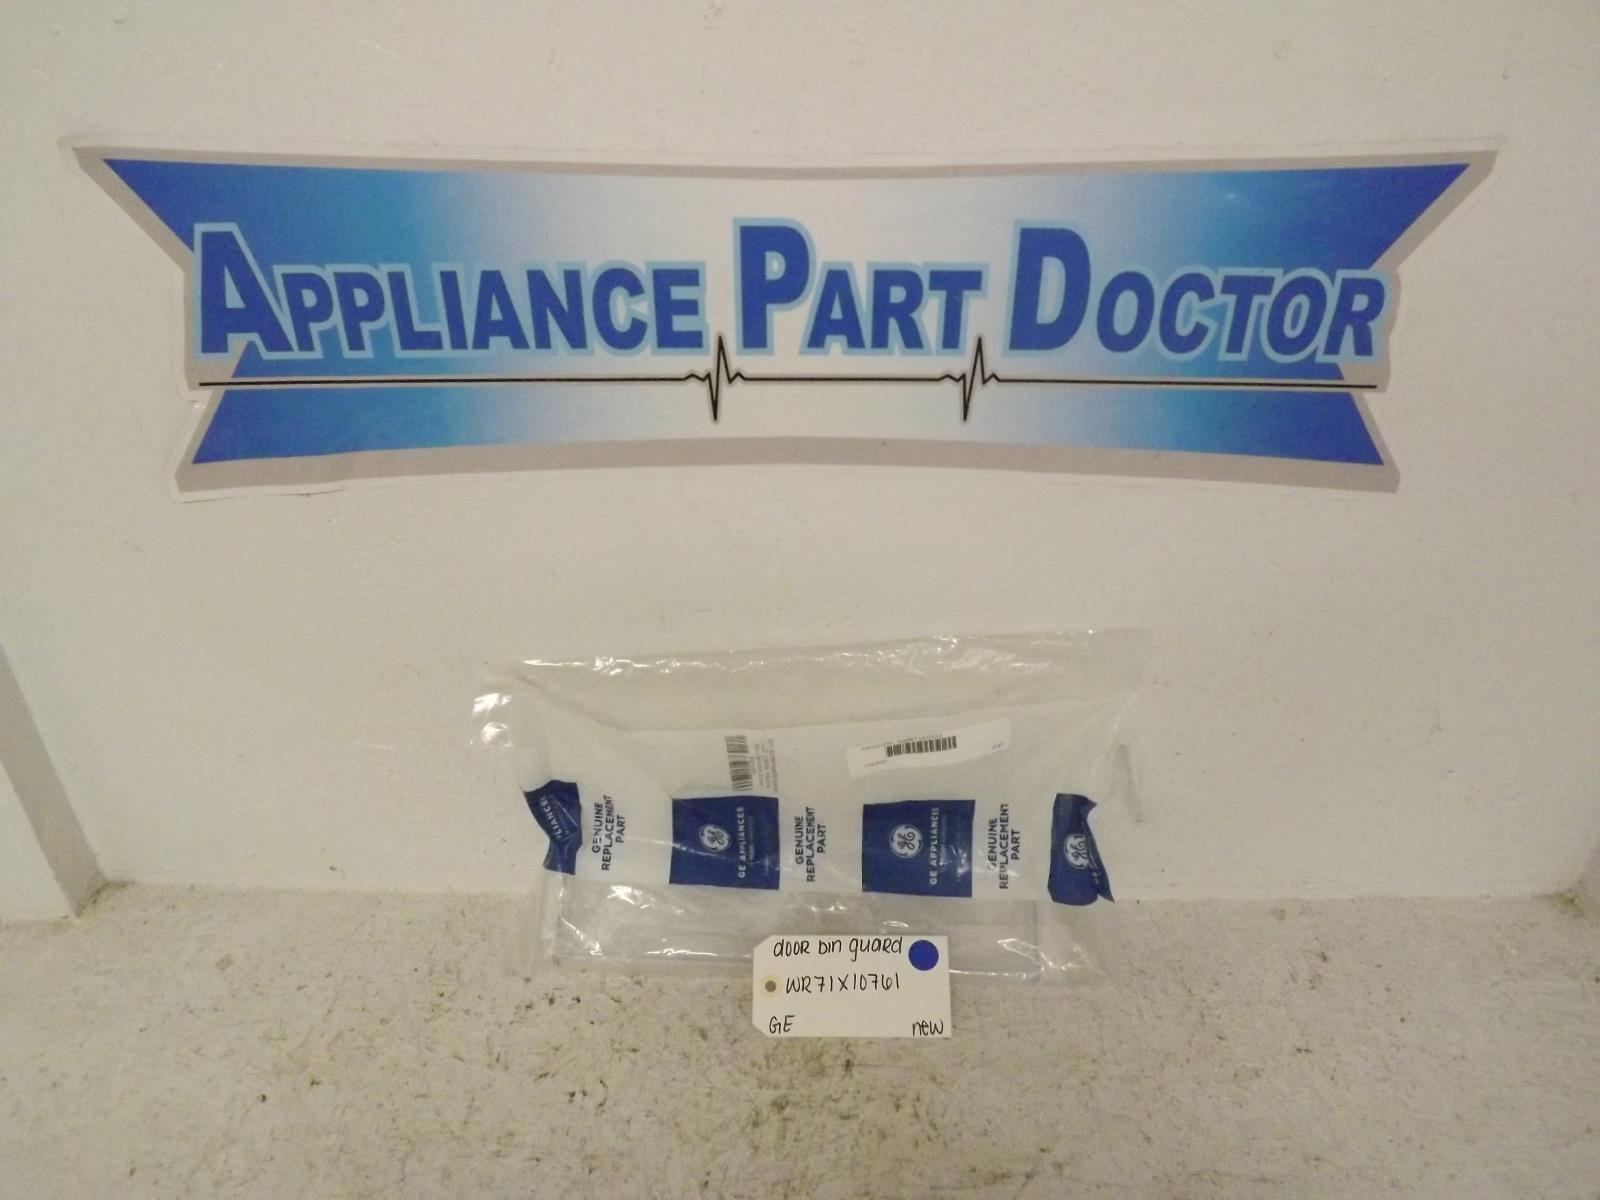 APPLIANCE PART DOCTOR
APPLIANCES
GENUINE
REPLACEMENT
PART
GE APPLIANCES
GENUINE
REPLACEMENT
PART
GE APPLIANCES
GENUINE
REPLACEMENT
PART
door bin guard
WR71X10761
GE
new